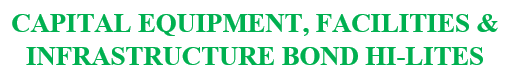 CAPITAL EQUIPMENT, FACILITIES &
INFRASTRUCTURE BOND HI-LITES